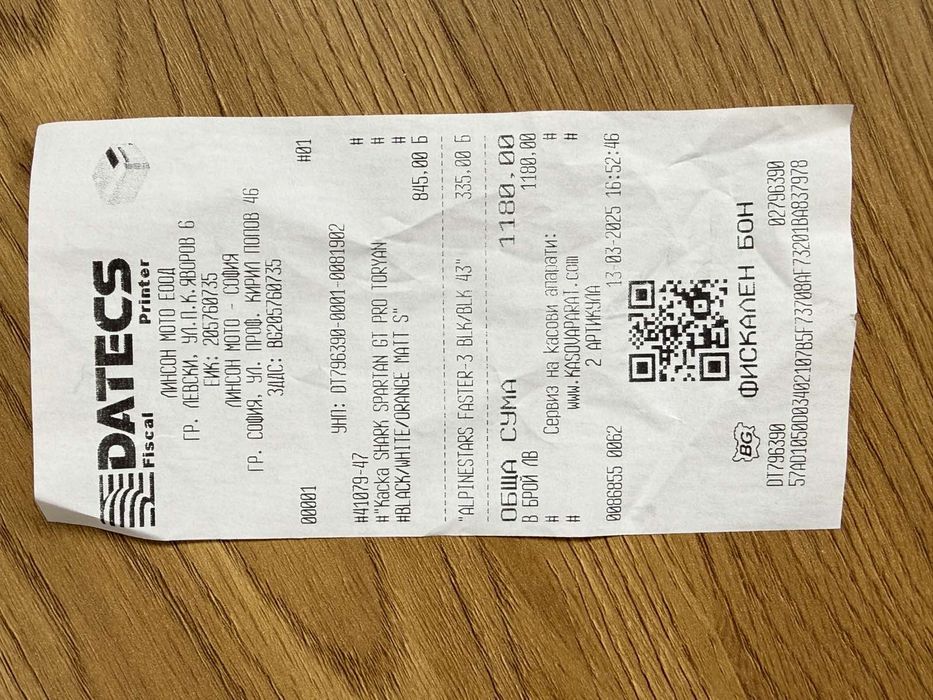 DATECS
Fiscal Printer
ЛИНСОН МОТО ЕООД
ГР. ЛЕВСКИ, УЛ.П.К.ЯВОРОВ 6
ЕИК: 205760735
ЛИНСОН МОТО - СОФИЯ
ГР. СОФИЯ, УЛ. ПРОФ. КИРИЛ ПОПОВ 46
ЗДДС: BG205760735
00001 #01
УНП: DT796390-0001-0081902
#41079-47 #
#"Каска SHARK SPARTAN GT PRO TORYAN #
#BLACK/WHITE/ORANGE MATT S" #
845.00 Б
"ALPINESTARS FASTER-3 BLK/BLK 43"
335.00 Б
ОБЩА СУМА 1180.00
В БРОЙ ЛВ 1180.00
# Сервиз на касови апарати: #
# www.KASOVAPARAT.com #
2 АРТИКУЛА
0086855 0062 13-03-2025 16:52:46
BG ФИСКАЛЕН БОН
DT796390 02796390
57AD1050D03402107B5F73708AF73201BA837978